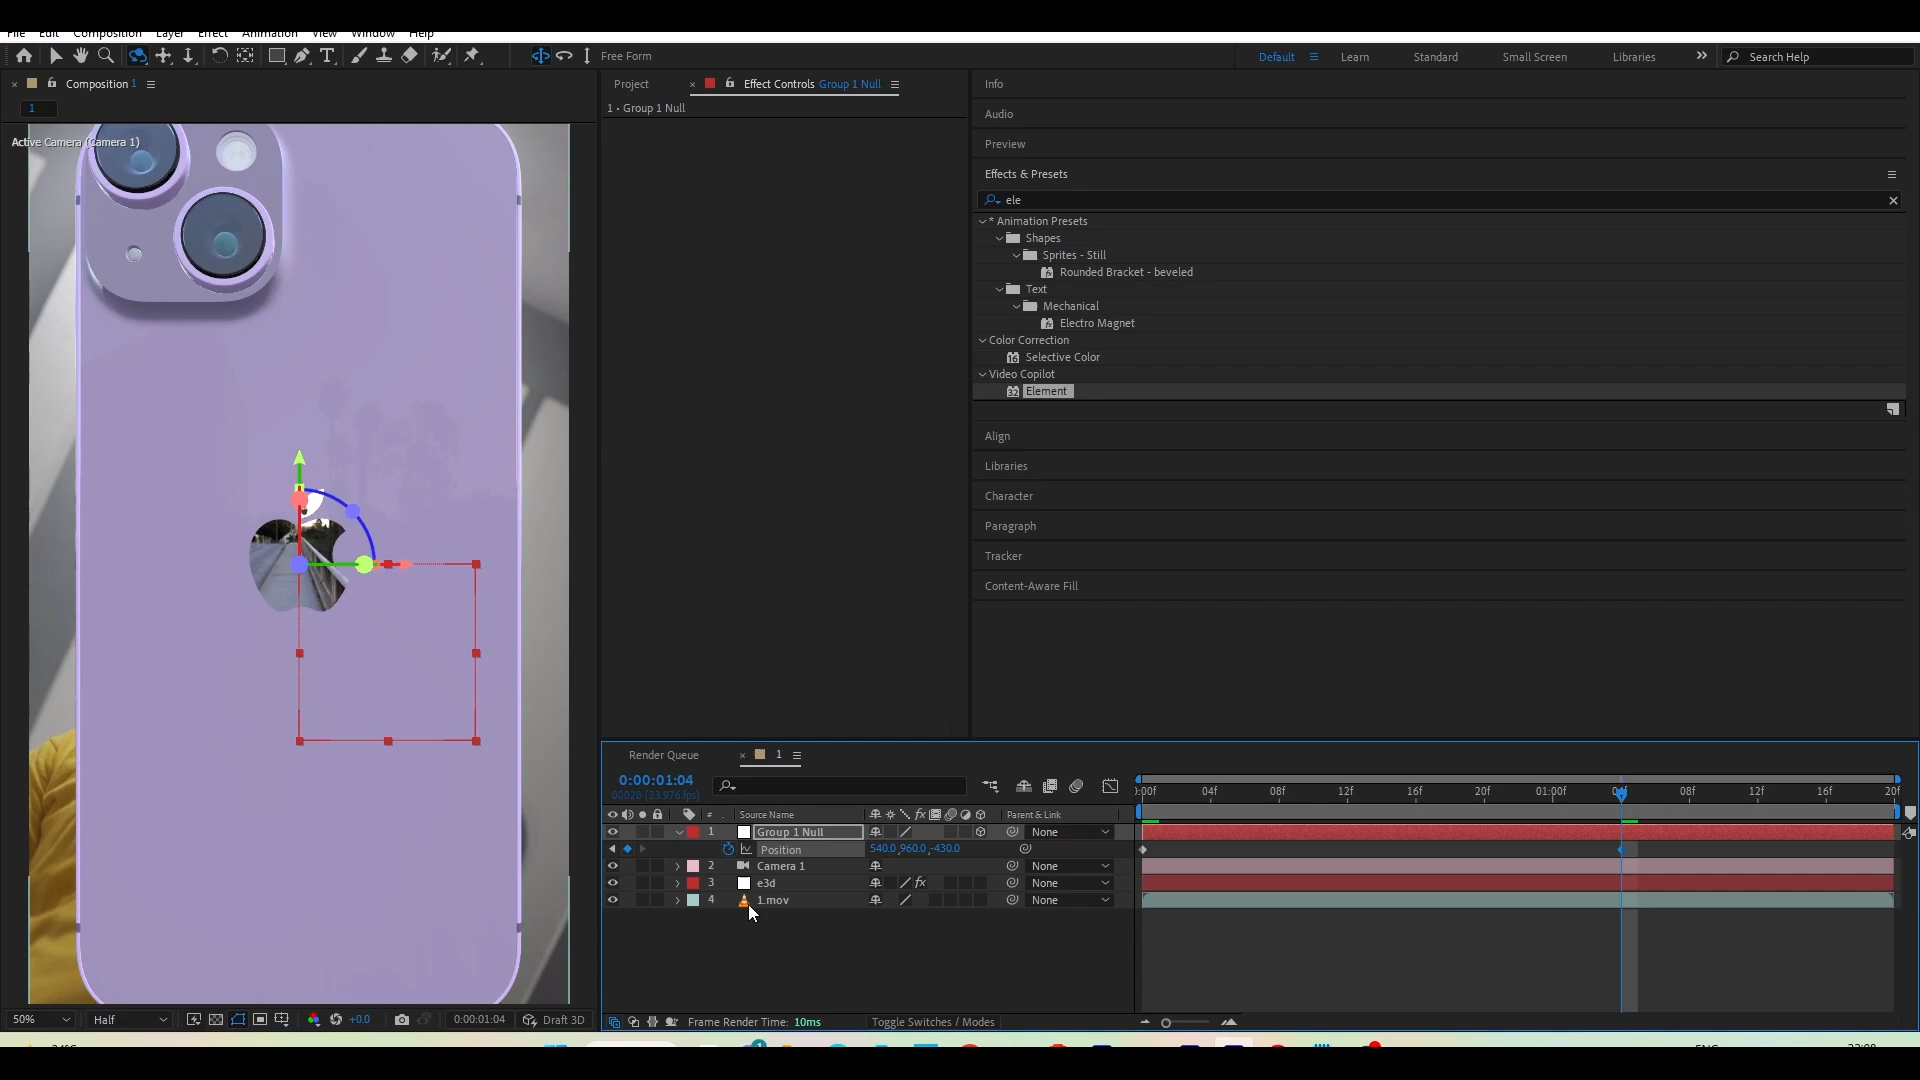 File Edit Composition Layer Effect Animation View Window Help
Free Form
Default
Learn
Standard
Small Screen
Libraries
Search Help
Composition 1
Project
Effect Controls Group 1 Null
Info
1
1 • Group 1 Null
Audio
Active Camera (Camera 1)
Preview
Effects & Presets
ele
* Animation Presets
Shapes
Sprites - Still
Rounded Bracket - beveled
Text
Mechanical
Electro Magnet
Color Correction
Selective Color
Video Copilot
Element
Align
Libraries
Character
Paragraph
Tracker
Content-Aware Fill
Render Queue
1
0:00:01:04
00028 (23.976 fps)
:00f 04f 08f 12f 16f 20f 01:00f 04f 08f 12f 16f 20f
# Source Name Parent & Link
1 Group 1 Null None
Position 540.0,960.0,-430.0
2 Camera 1 None
3 e3d fx None
4 1.mov None
50% Half +0.0 0:00:01:04 Draft 3D
Frame Render Time: 10ms Toggle Switches / Modes